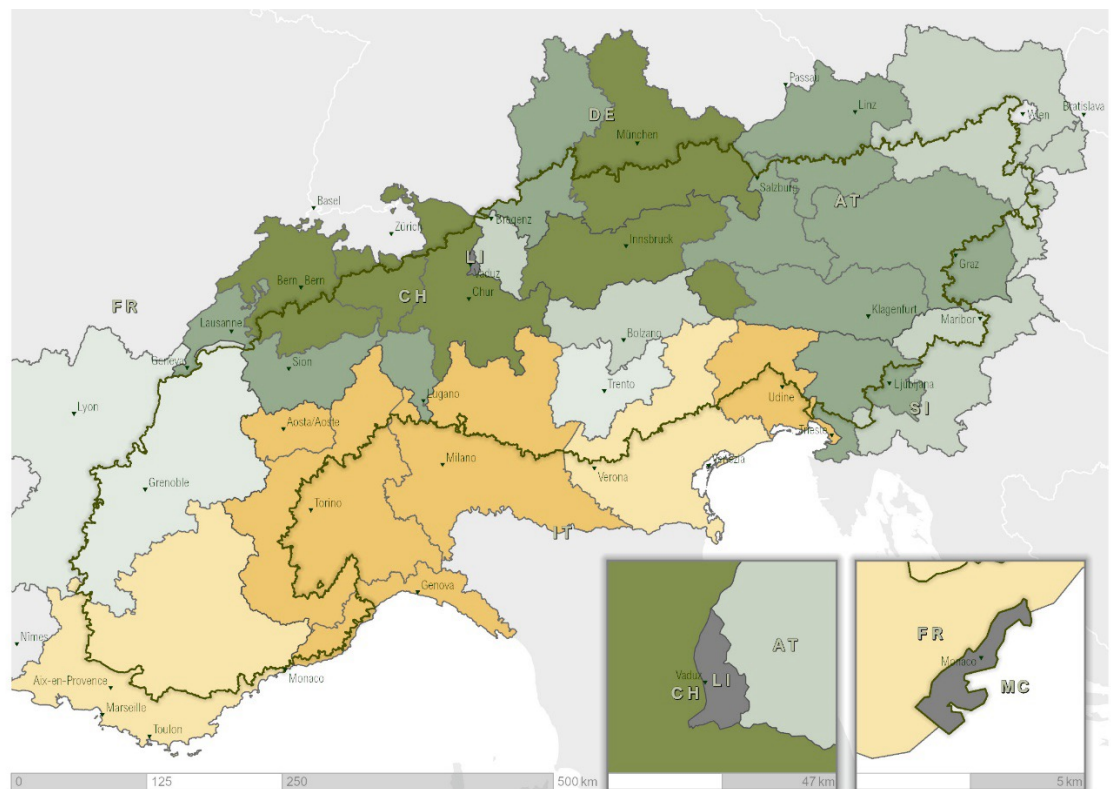 Passau
Linz
Bratislava
Wien
DE
München
Salzburg
AT
Basel
Zürich
Bregenz
Innsbruck
Graz
LI
Vaduz
Bern
Bern
CH
Chur
FR
Klagenfurt
Maribor
Lausanne
Bolzano
Geneva
Sion
Ljubljana
Trento
Lugano
Udine
SI
Lyon
Aosta/Aoste
Trieste
Milano
Verona
Venezia
Grenoble
Torino
IT
Genova
Nîmes
Monaco
Aix-en-Provence
Marseille
Toulon
AT
Vaduz
CH
LI
FR
Monaco
MC
0
125
250
500 km
47 km
5 km